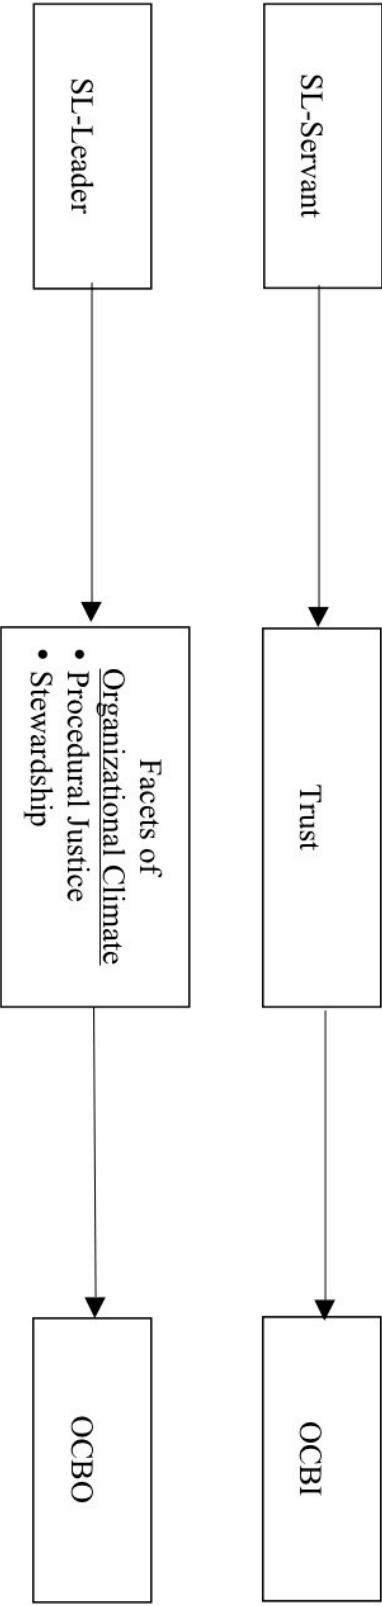 SL-Servant
Trust
OCBI
SL-Leader
Facets of
Organizational Climate
• Procedural Justice
• Stewardship
OCBO